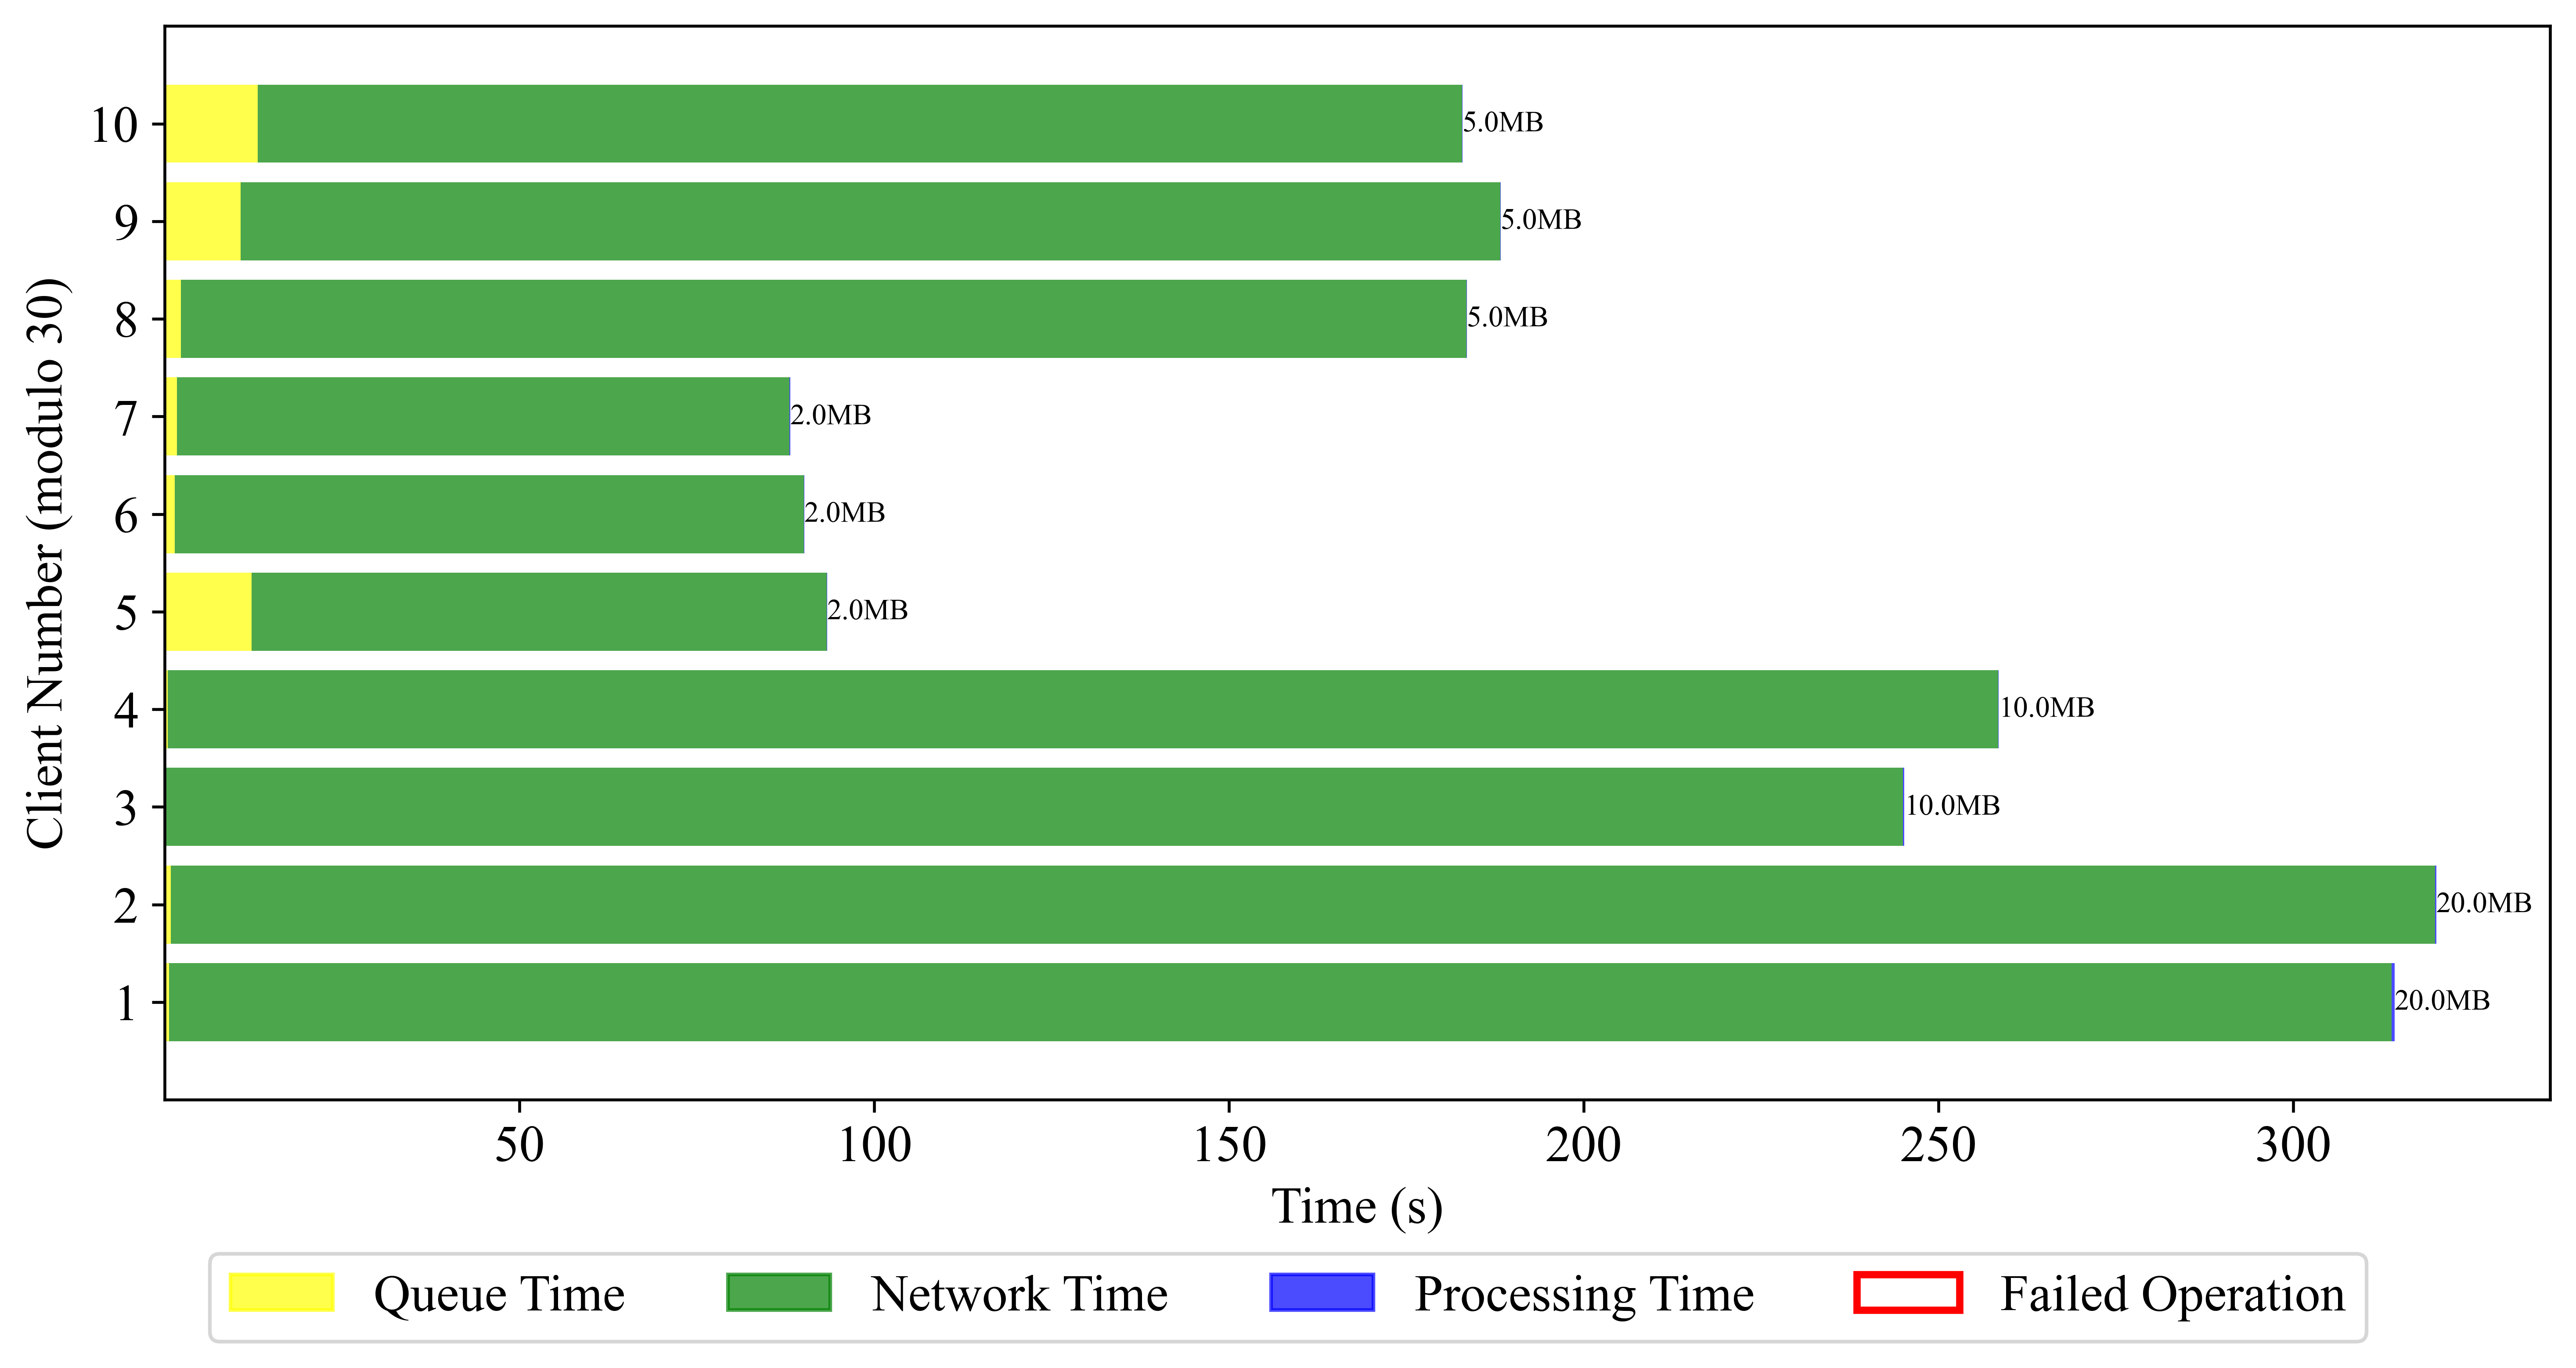 Client Number (modulo 30)
10
9
8
7
6
5
4
3
2
1
5.0MB
5.0MB
5.0MB
2.0MB
2.0MB
2.0MB
10.0MB
10.0MB
20.0MB
20.0MB
50 100 150 200 250 300
Time (s)
Queue Time Network Time Processing Time Failed Operation